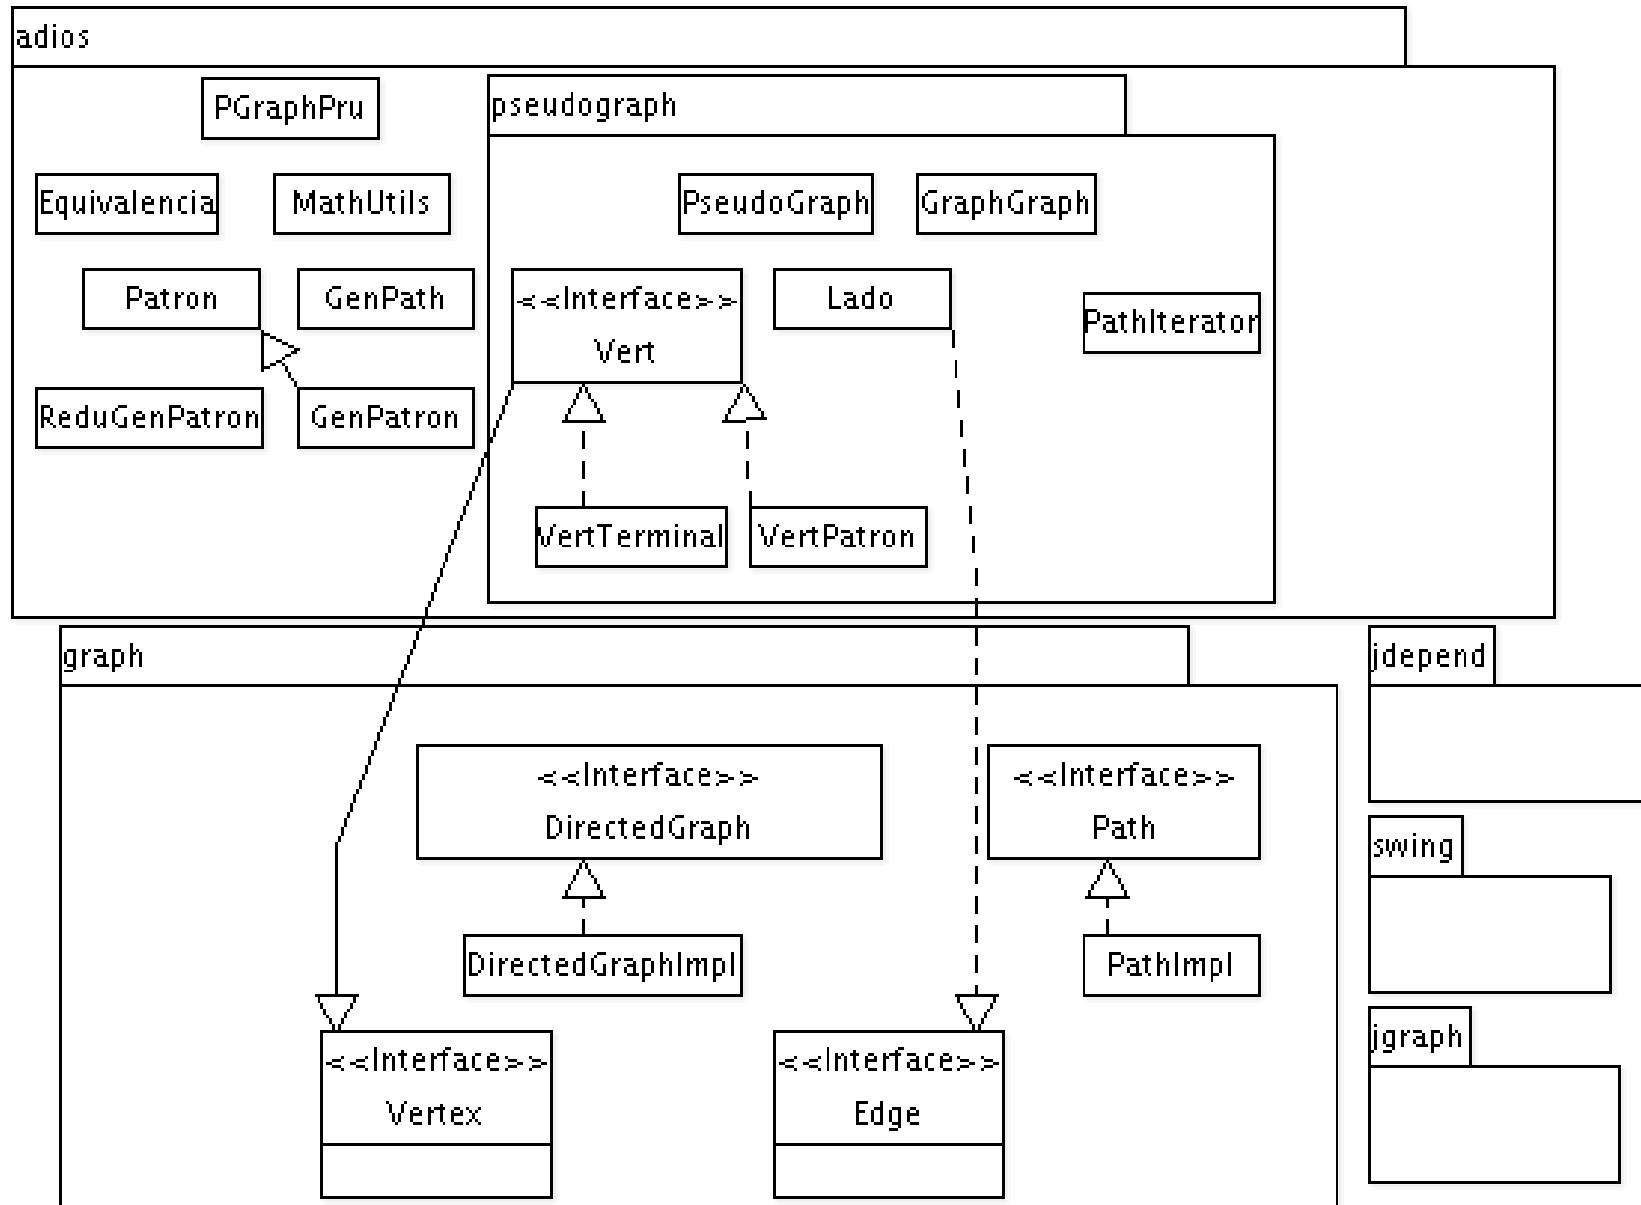 adios
PGraphPru
pseudograph
Equivalencia
MathUtils
PseudoGraph
GraphGraph
Patron
GenPath
<<Interface>>
Vert
Lado
PathIterator
ReduGenPatron
GenPatron
VertTerminal
VertPatron
graph
jdepend
<<Interface>>
DirectedGraph
<<Interface>>
Path
swing
DirectedGraphImpl
PathImpl
jgraph
<<Interface>>
Vertex
<<Interface>>
Edge